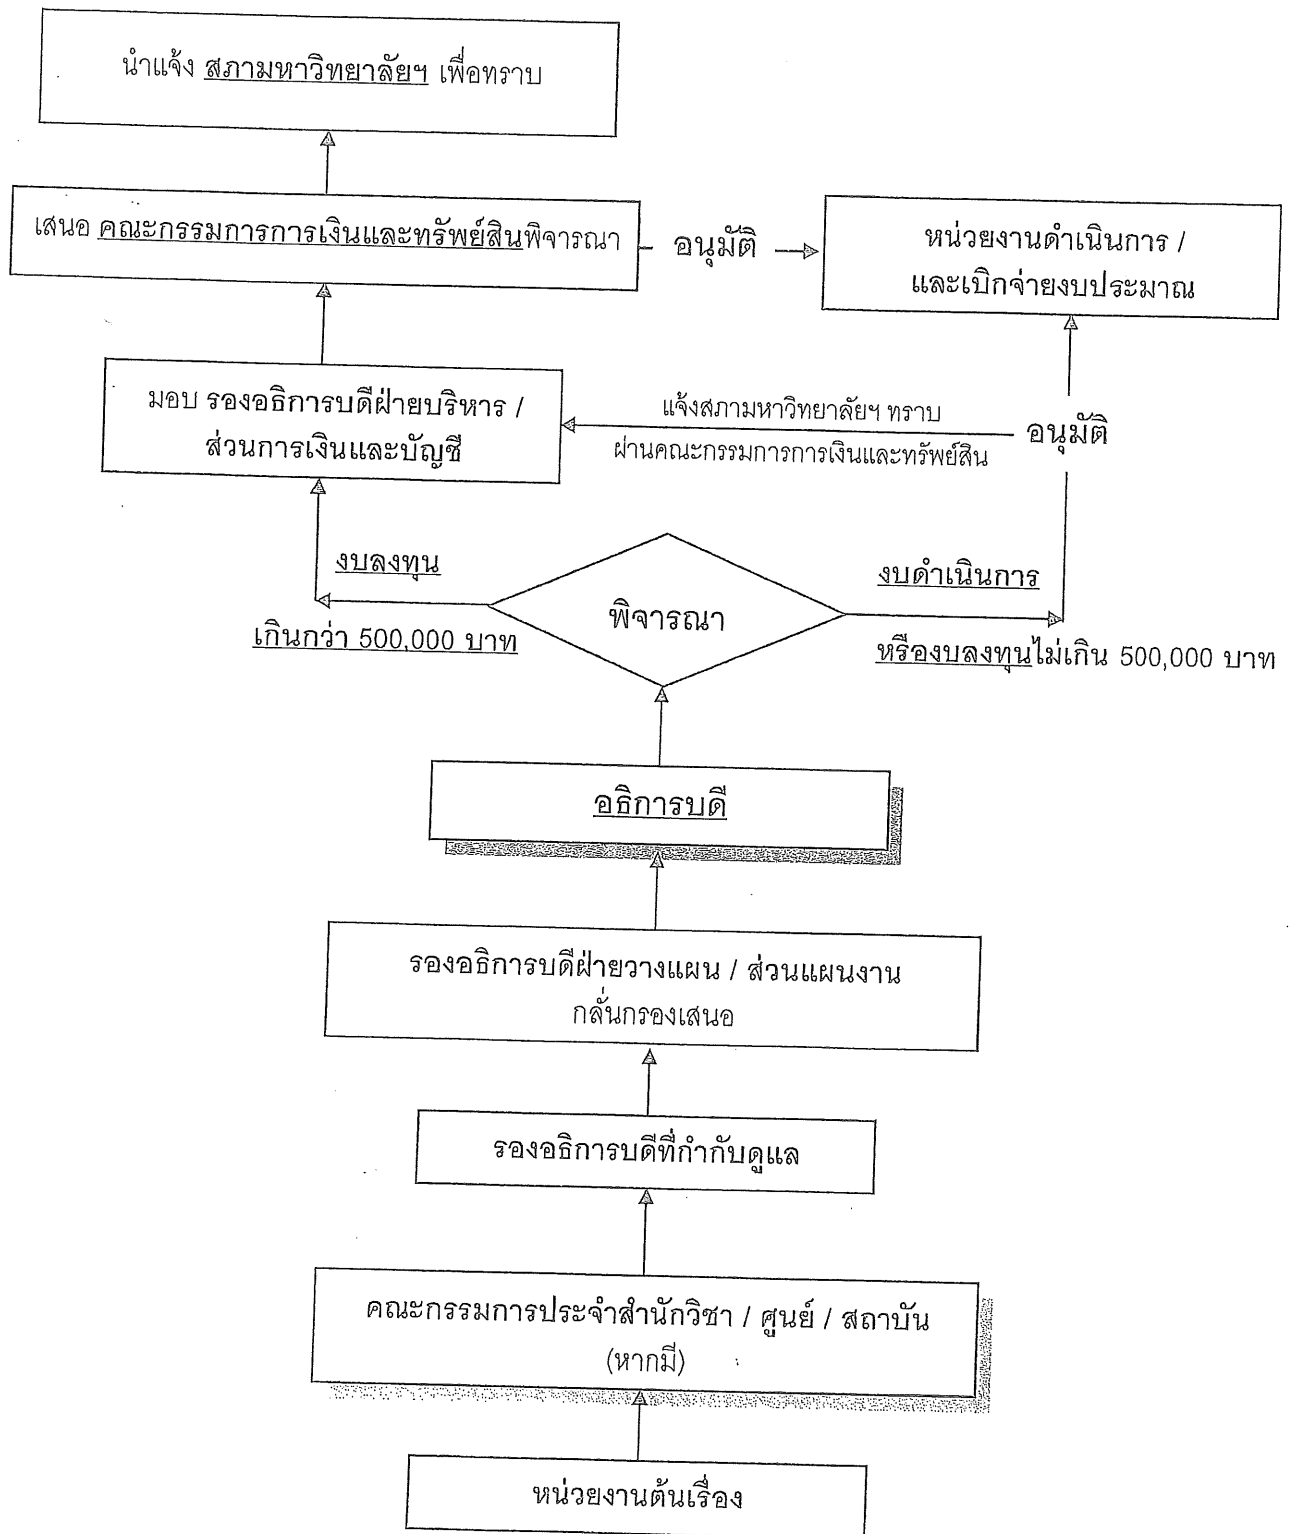 นำแจ้ง สภามหาวิทยาลัยฯ เพื่อทราบ
เสนอ คณะกรรมการการเงินและทรัพย์สินพิจารณา
อนุมัติ
หน่วยงานดำเนินการ /
และเบิกจ่ายงบประมาณ
มอบ รองอธิการบดีฝ่ายบริหาร /
ส่วนการเงินและบัญชี
แจ้งสภามหาวิทยาลัยฯ ทราบ
ผ่านคณะกรรมการการเงินและทรัพย์สิน
อนุมัติ
งบลงทุน
เกินกว่า 500,000 บาท
พิจารณา
งบดำเนินการ
หรืองบลงทุนไม่เกิน 500,000 บาท
อธิการบดี
รองอธิการบดีฝ่ายวางแผน / ส่วนแผนงาน
กลั่นกรองเสนอ
รองอธิการบดีที่กำกับดูแล
คณะกรรมการประจำสำนักวิชา / ศูนย์ / สถาบัน
(หากมี)
หน่วยงานต้นเรื่อง